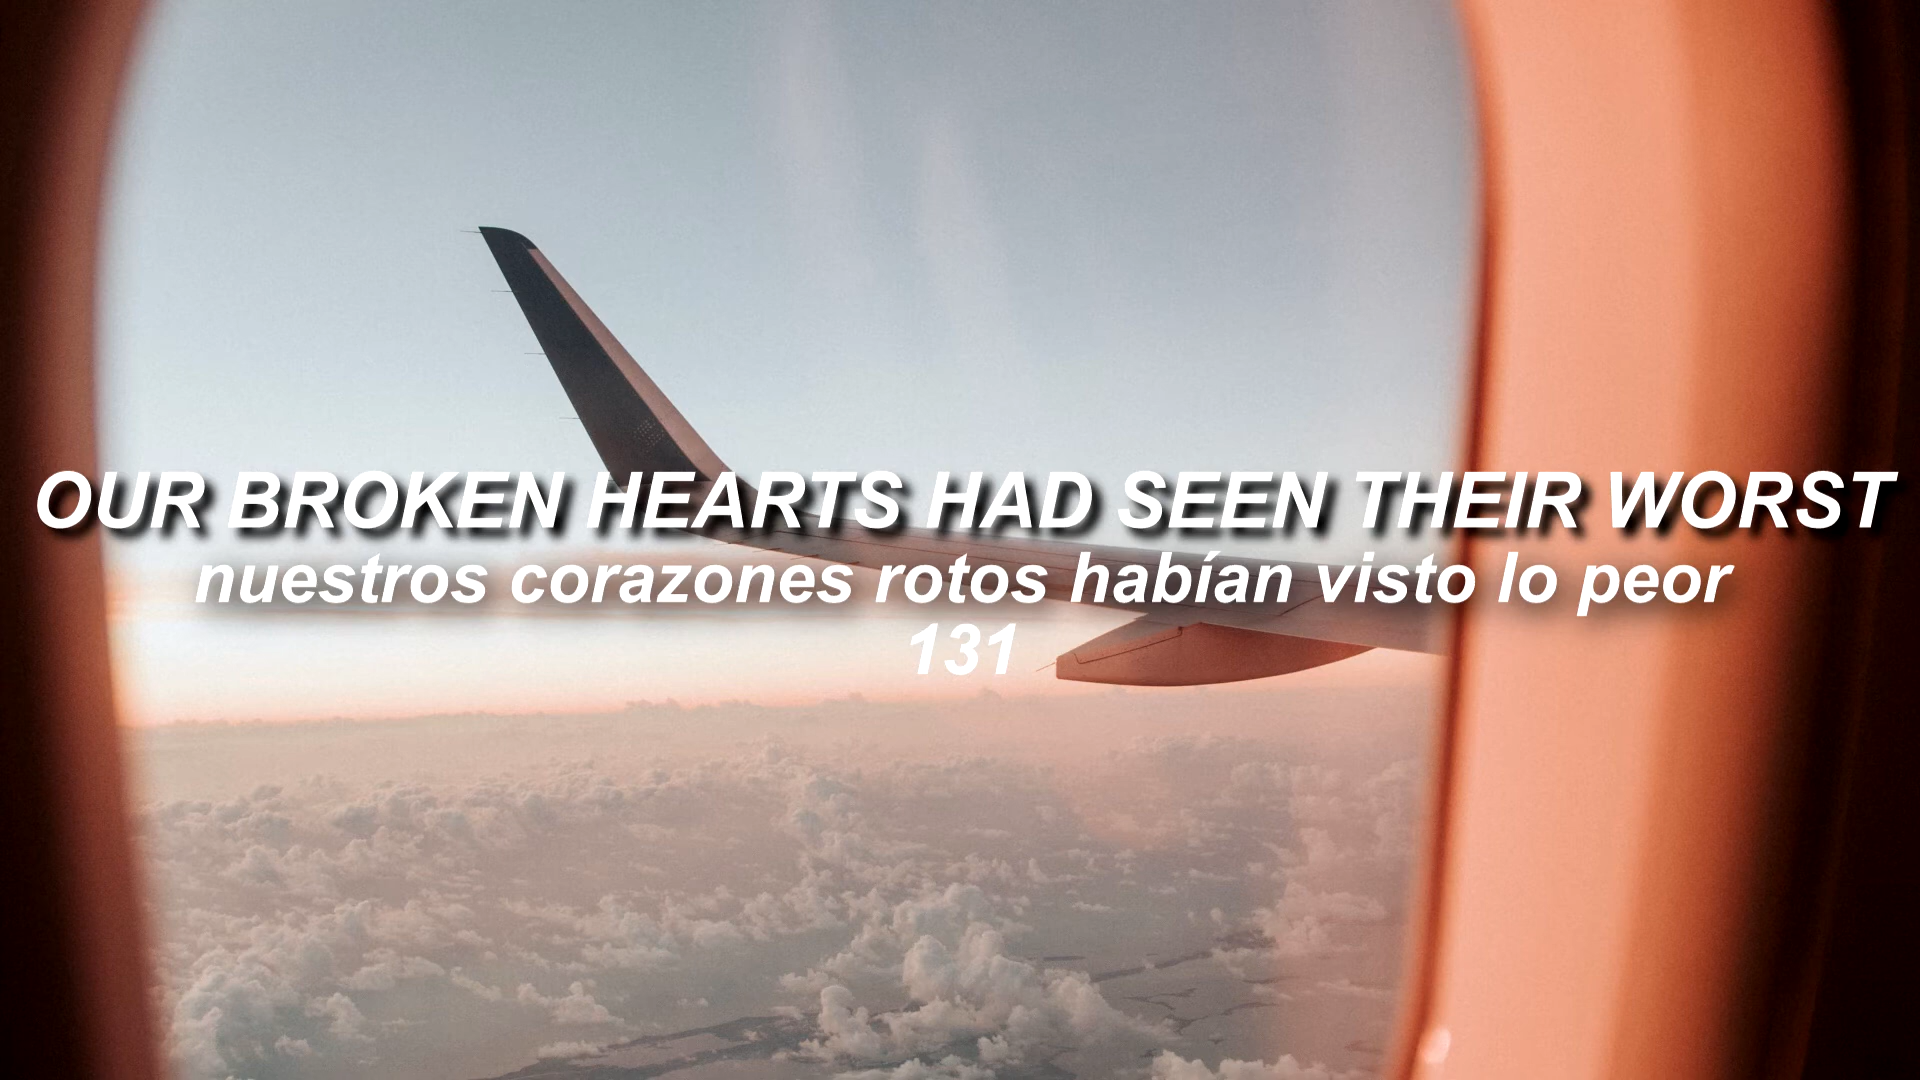 OUR BROKEN HEARTS HAD SEEN THEIR WORST
nuestros corazones rotos habían visto lo peor
131